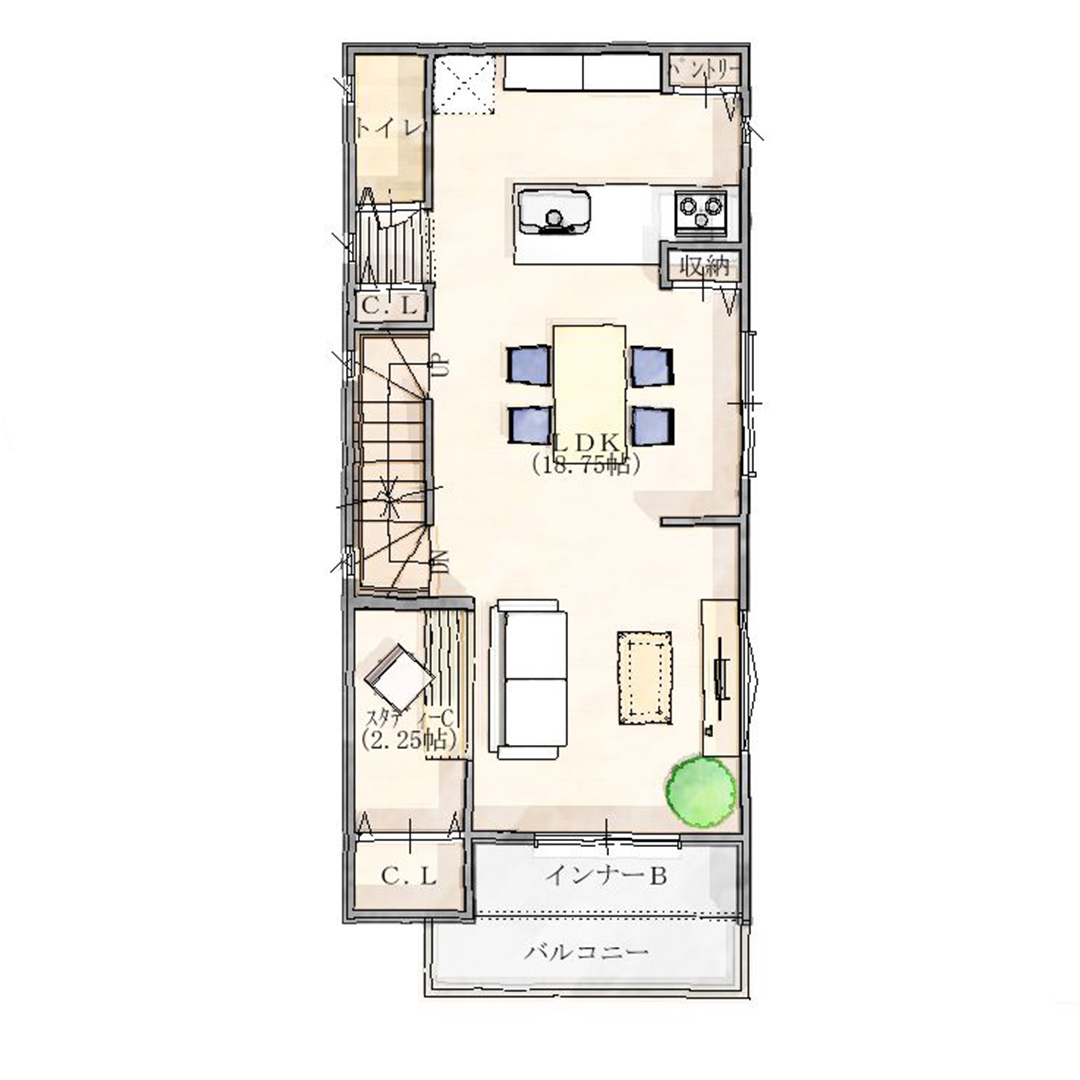 ﾊﾟﾝﾄﾘｰ
トイレ
収納
C.L
UP
LDK
(18.75帖)
DN
ｽﾀﾃﾞｨｰC
(2.25帖)
C.L
インナーB
バルコニー